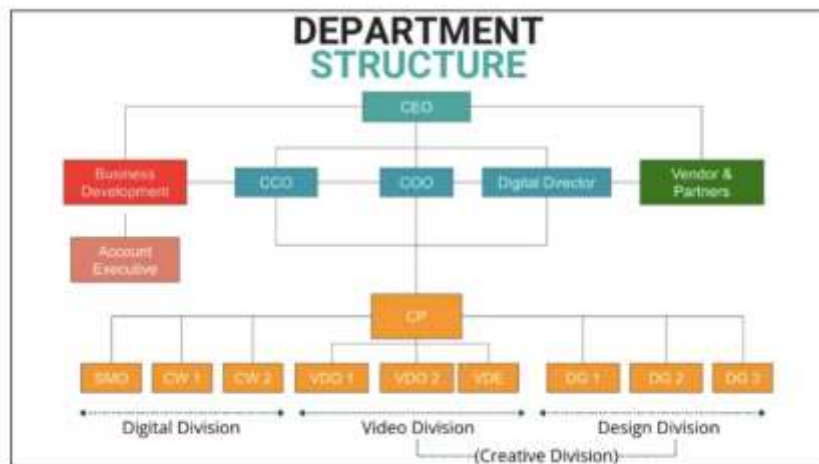 DEPARTMENT
STRUCTURE
CEO
Business
Development
CCO
COO
Digital Director
Vendor &
Partners
Account
Executive
CP
SMO
CW 1
CW 2
VDO 1
VDO 2
VDE
DG 1
DG 2
DG 3
Digital Division
Video Division
Design Division
(Creative Division)